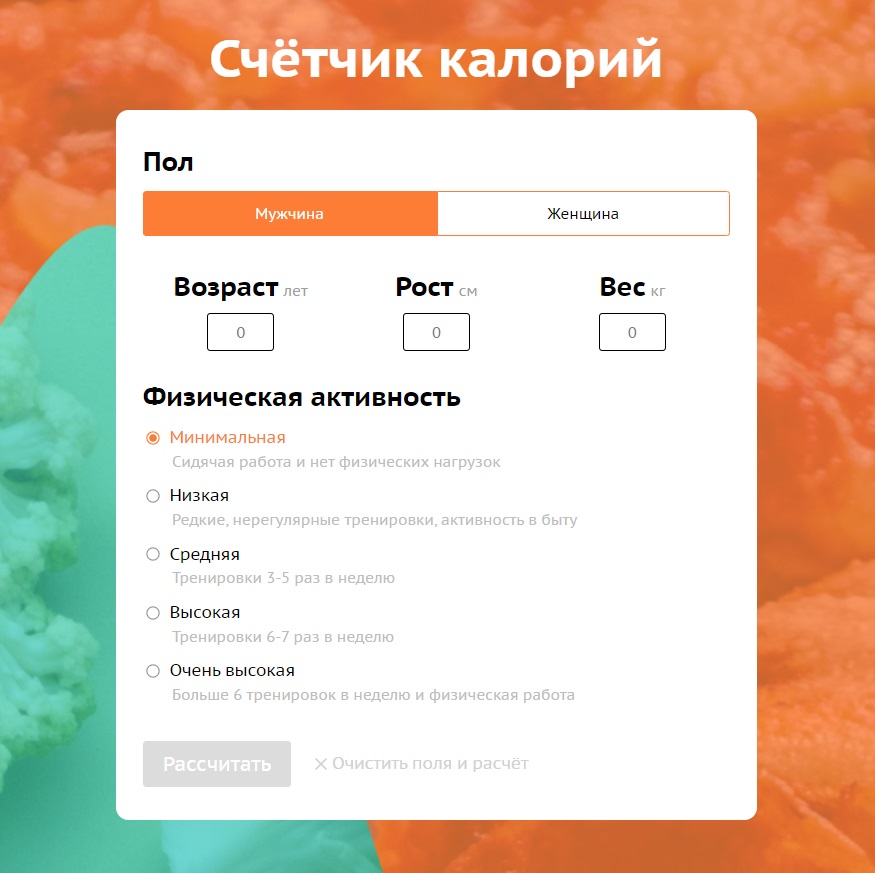 Счётчик калорий
Пол
Мужчина Женщина
Возраст лет Рост см Вес кг
0 0 0
Физическая активность
Минимальная
Сидячая работа и нет физических нагрузок
Низкая
Редкие, нерегулярные тренировки, активность в быту
Средняя
Тренировки 3-5 раз в неделю
Высокая
Тренировки 6-7 раз в неделю
Очень высокая
Больше 6 тренировок в неделю и физическая работа
Рассчитать Очистить поля и расчёт